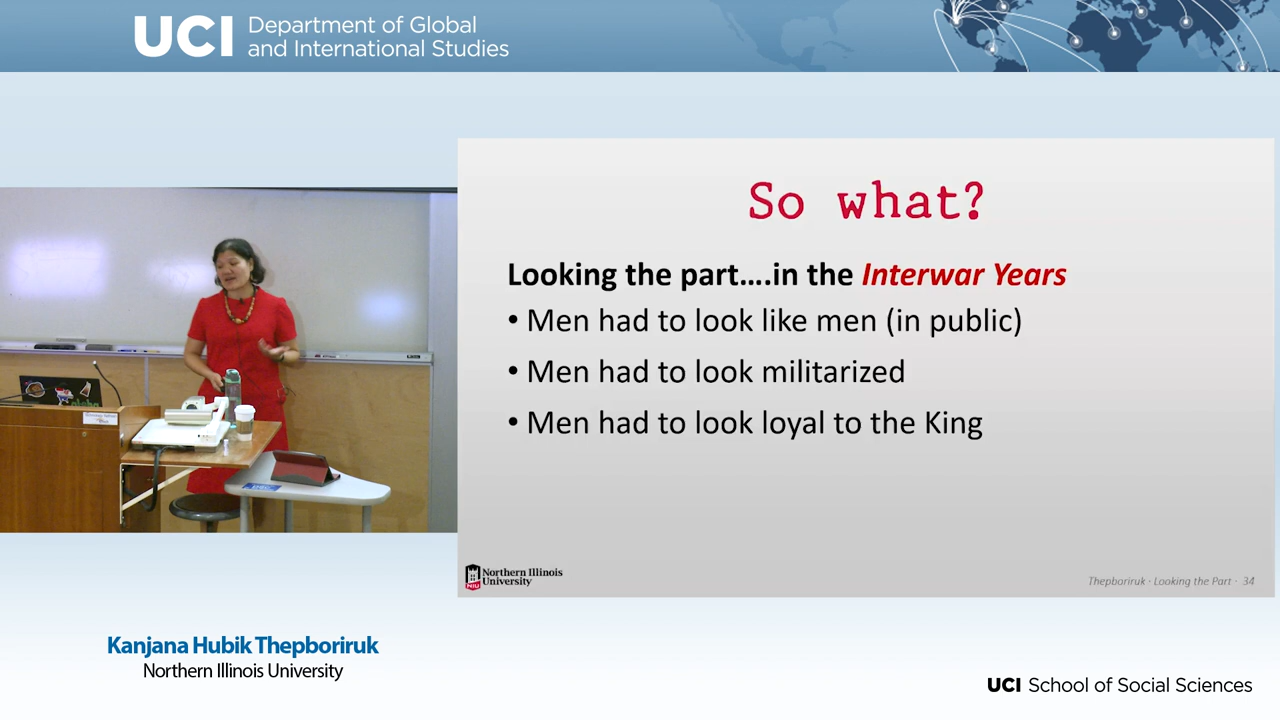 UCI Department of Global
and International Studies
So what?
Looking the part....in the Interwar Years
• Men had to look like men (in public)
• Men had to look militarized
• Men had to look loyal to the King
NIU
Northern Illinois
University
Thepboriruk · Looking the Part · 34
Kanjana Hubik Thepboriruk
Northern Illinois University
UCI School of Social Sciences